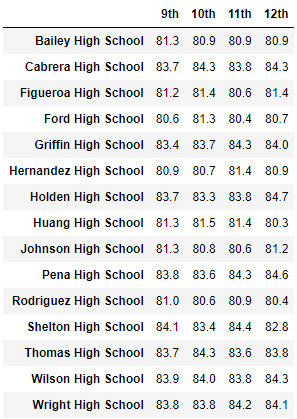 9th 10th 11th 12th
Bailey High School 81.3 80.9 80.9 80.9
Cabrera High School 83.7 84.3 83.8 84.3
Figueroa High School 81.2 81.4 80.6 81.4
Ford High School 80.6 81.3 80.4 80.7
Griffin High School 83.4 83.7 84.3 84.0
Hernandez High School 80.9 80.7 81.4 80.9
Holden High School 83.7 83.3 83.8 84.7
Huang High School 81.3 81.5 81.4 80.3
Johnson High School 81.3 80.8 80.6 81.2
Pena High School 83.8 83.6 84.3 84.6
Rodriguez High School 81.0 80.6 80.9 80.4
Shelton High School 84.1 83.4 84.4 82.8
Thomas High School 83.7 84.3 83.6 83.8
Wilson High School 83.9 84.0 83.8 84.3
Wright High School 83.8 83.8 84.2 84.1